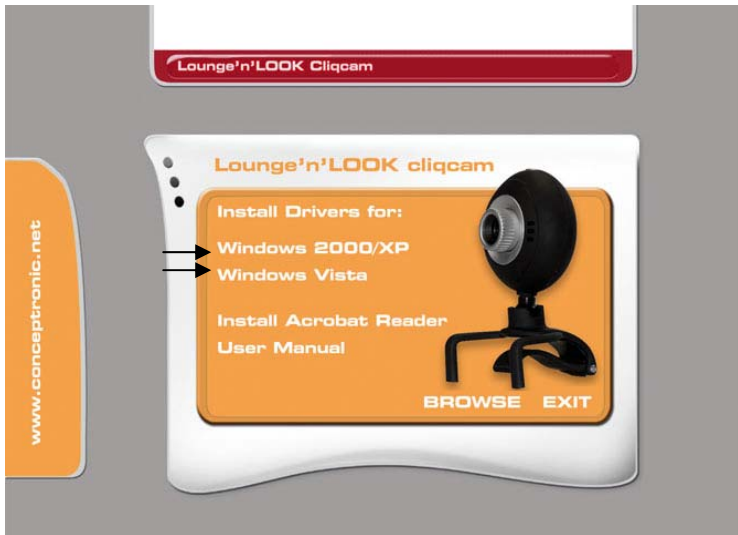 Lounge'n'LOOK Cliqcam
Lounge'n'LOOK cliqcam
Install Drivers for:
Windows 2000/XP
Windows Vista
Install Acrobat Reader
User Manual
BROWSE EXIT
www.conceptronic.net